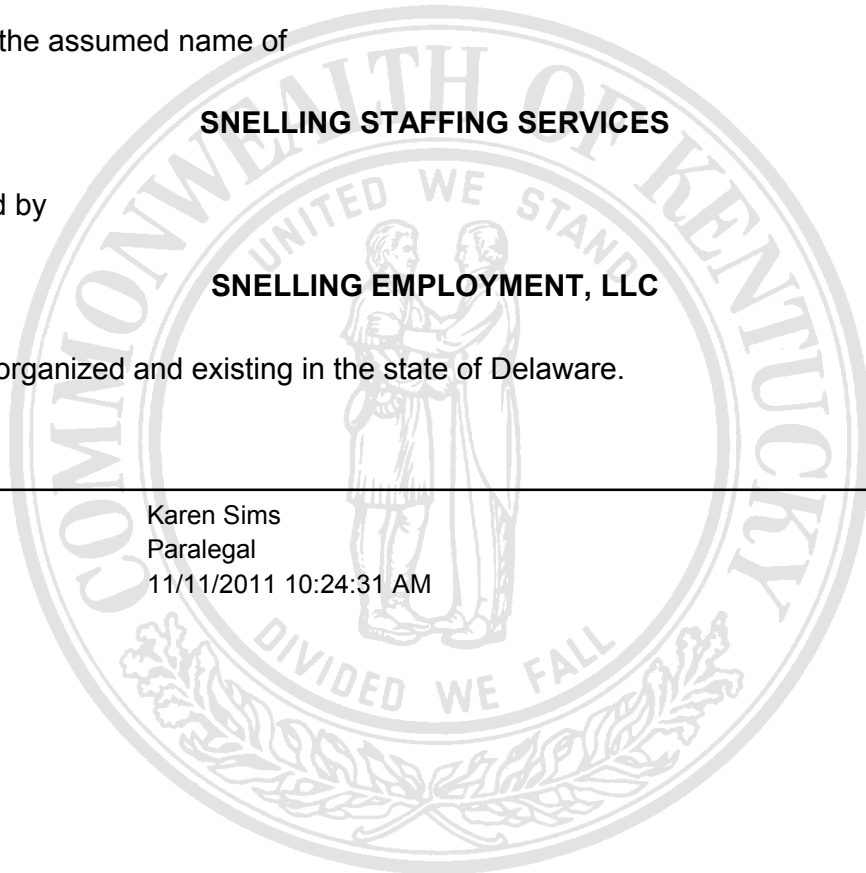 the assumed name of
SNELLING STAFFING SERVICES
d by
SNELLING EMPLOYMENT, LLC
organized and existing in the state of Delaware.
Karen Sims
Paralegal
11/11/2011 10:24:31 AM
COMMONWEALTH OF KENTUCKY
UNITED WE STAND
DIVIDED WE FALL